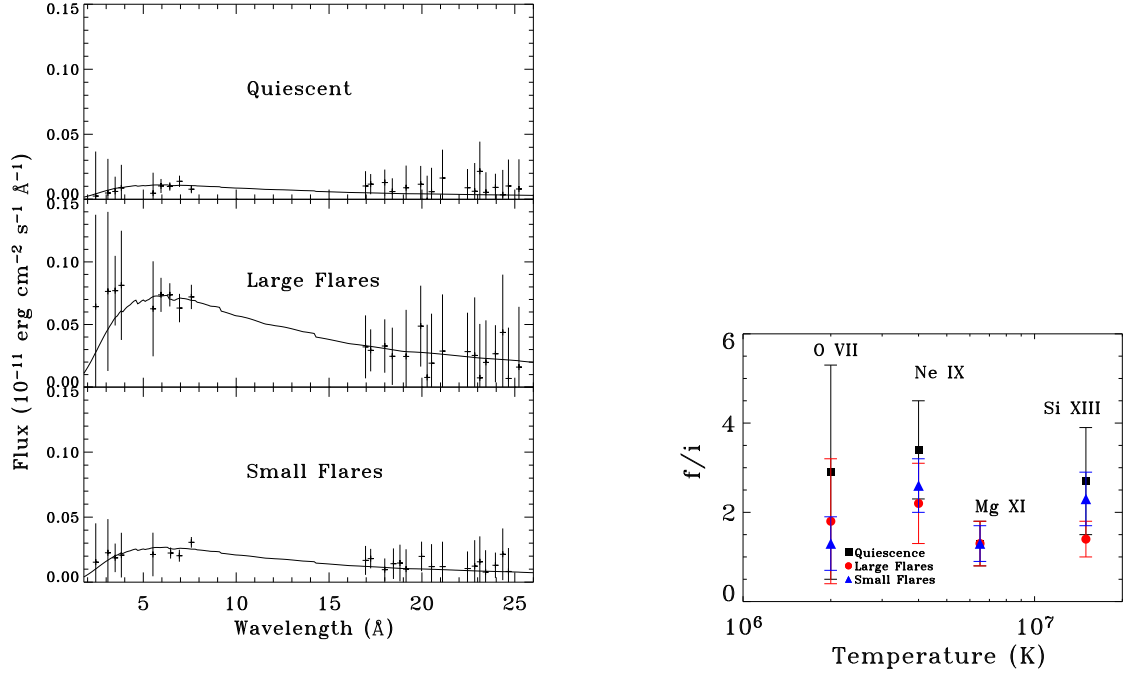 0.15
0.10
0.05
0.00
Quiescent
0.15
0.10
0.05
0.00
Large Flares
0.15
0.10
0.05
0.00
Small Flares
5 10 15 20 25
Wavelength (Å)
Flux (10⁻¹¹ erg cm⁻² s⁻¹ Å⁻¹)
6
4
2
0
f/i
O VII
Ne IX
Si XIII
Mg XI
Quiescence
Large Flares
Small Flares
10⁶ 10⁷
Temperature (K)